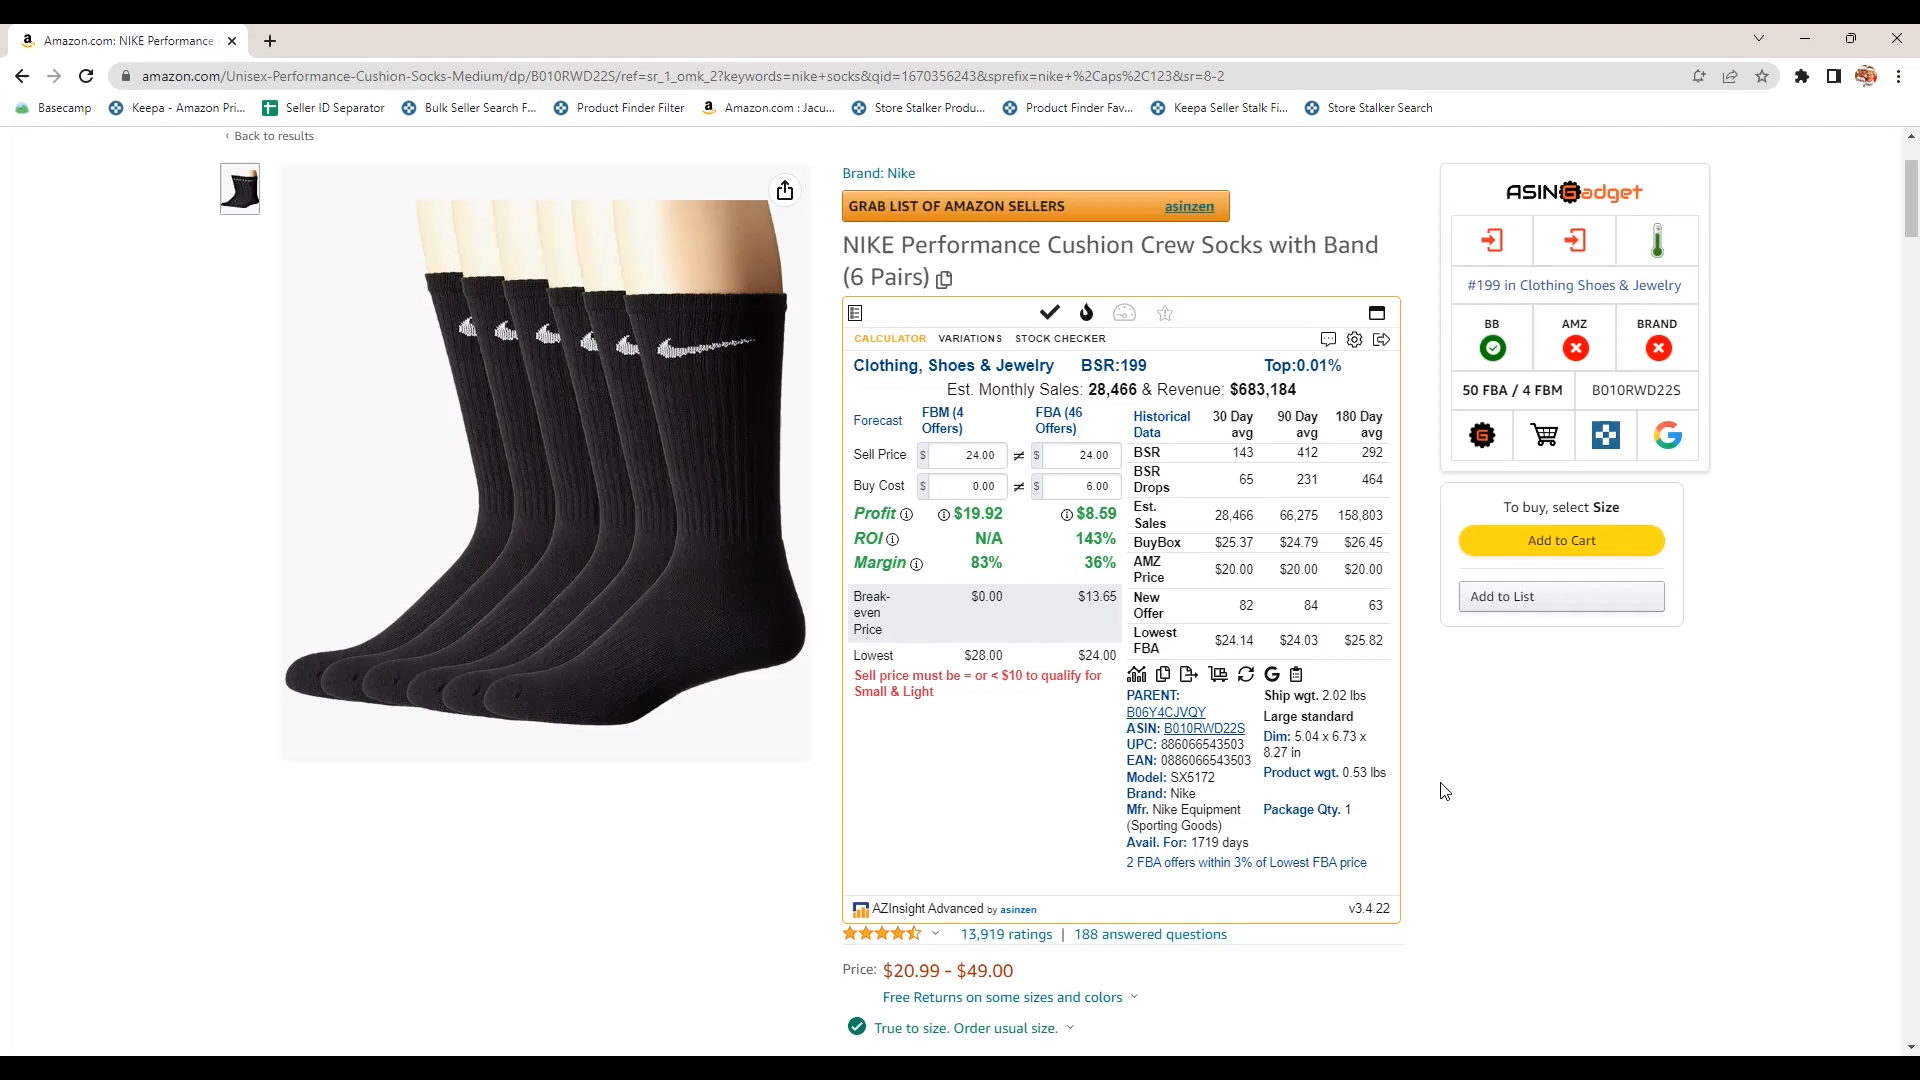 Amazon.com: NIKE Performance
amazon.com/Unisex-Performance-Cushion-Socks-Medium/dp/B010RWD22S/ref=sr_1_omk_2?keywords=nike+socks&qid=1670356243&sprefix=nike+%2Caps%2C123&sr=8-2
Basecamp
Keepa - Amazon Pri...
Seller ID Separator
Bulk Seller Search F...
Product Finder Filter
Amazon.com : Jacu...
Store Stalker Produ...
Product Finder Fav...
Keepa Seller Stalk Fi...
Store Stalker Search
‹ Back to results
Brand: Nike
GRAB LIST OF AMAZON SELLERS asinzen
NIKE Performance Cushion Crew Socks with Band
(6 Pairs)
CALCULATOR VARIATIONS STOCK CHECKER
Clothing, Shoes & Jewelry BSR:199 Top:0.01%
Est. Monthly Sales: 28,466 & Revenue: $683,184
Forecast
FBM (4
Offers)
FBA (46
Offers)
Sell Price $ 24.00 ≠ $ 24.00
Buy Cost $ 0.00 ≠ $ 6.00
Profit $19.92 $8.59
ROI N/A 143%
Margin 83% 36%
Break-
even
Price
$0.00 $13.65
Lowest $28.00 $24.00
Sell price must be = or < $10 to qualify for
Small & Light
Historical
Data
30 Day
avg
90 Day
avg
180 Day
avg
BSR 143 412 292
BSR
Drops
65 231 464
Est.
Sales
28,466 66,275 158,803
BuyBox $25.37 $24.79 $26.45
AMZ
Price
$20.00 $20.00 $20.00
New
Offer
82 84 63
Lowest
FBA
$24.14 $24.03 $25.82
PARENT:
B06Y4CJVQY
ASIN: B010RWD22S
UPC: 886066543503
EAN: 0886066543503
Model: SX5172
Brand: Nike
Mfr. Nike Equipment
(Sporting Goods)
Avail. For: 1719 days
Ship wgt. 2.02 lbs
Large standard
Dim: 5.04 x 6.73 x
8.27 in
Product wgt. 0.53 lbs
Package Qty. 1
2 FBA offers within 3% of Lowest FBA price
AZInsight Advanced by asinzen v3.4.22
13,919 ratings | 188 answered questions
Price: $20.99 - $49.00
Free Returns on some sizes and colors
True to size. Order usual size.
ASINGadget
#199 in Clothing Shoes & Jewelry
BB AMZ BRAND
50 FBA / 4 FBM B010RWD22S
To buy, select Size
Add to Cart
Add to List